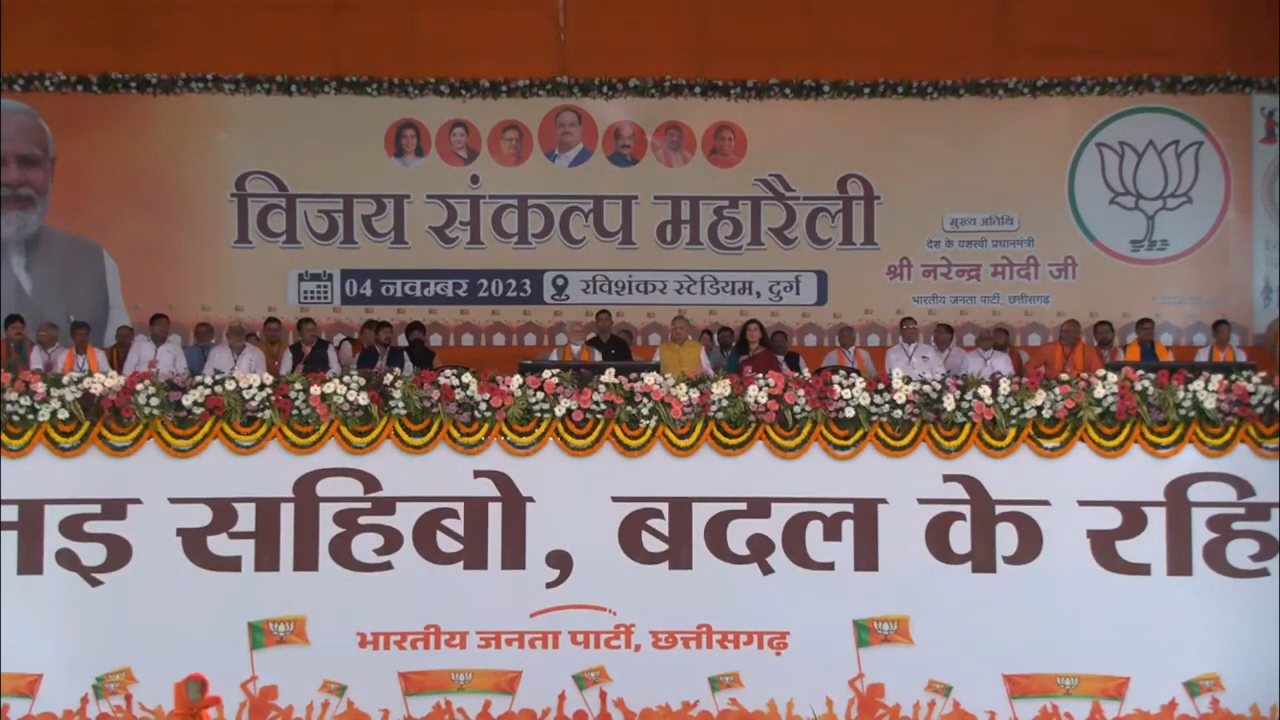 विजय संकल्प महारैली
04 नवम्बर 2023 रविशंकर स्टेडियम, दुर्ग
मुख्य अतिथि
देश के यशस्वी प्रधानमंत्री
श्री नरेन्द्र मोदी जी
भारतीय जनता पार्टी, छत्तीसगढ़
नइ सहिबो, बदल के रहि
भारतीय जनता पार्टी, छत्तीसगढ़